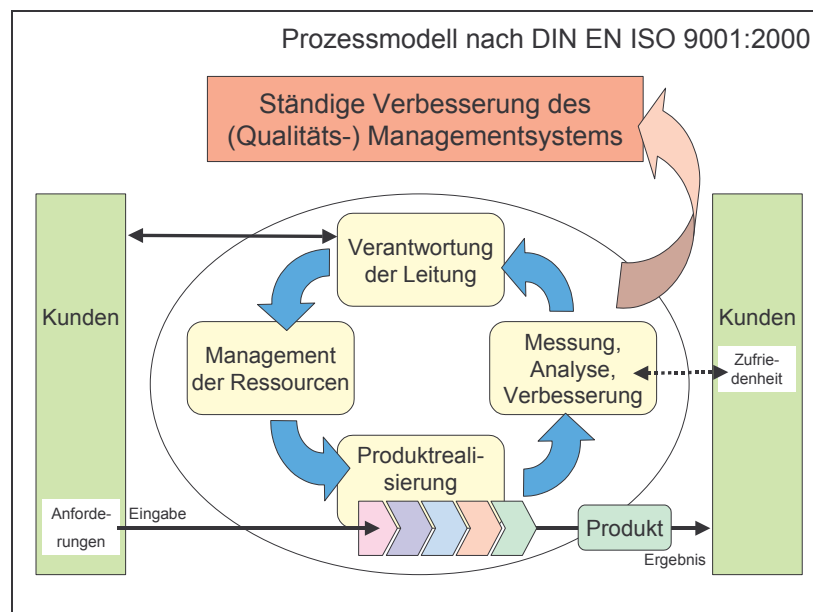 Prozessmodell nach DIN EN ISO 9001:2000
Ständige Verbesserung des
(Qualitäts-) Managementsystems
Kunden
Verantwortung
der Leitung
Management
der Ressourcen
Messung,
Analyse,
Verbesserung
Kunden
Zufrie-
denheit
Produktreali-
sierung
Anforde-
rungen
Eingabe
Produkt
Ergebnis